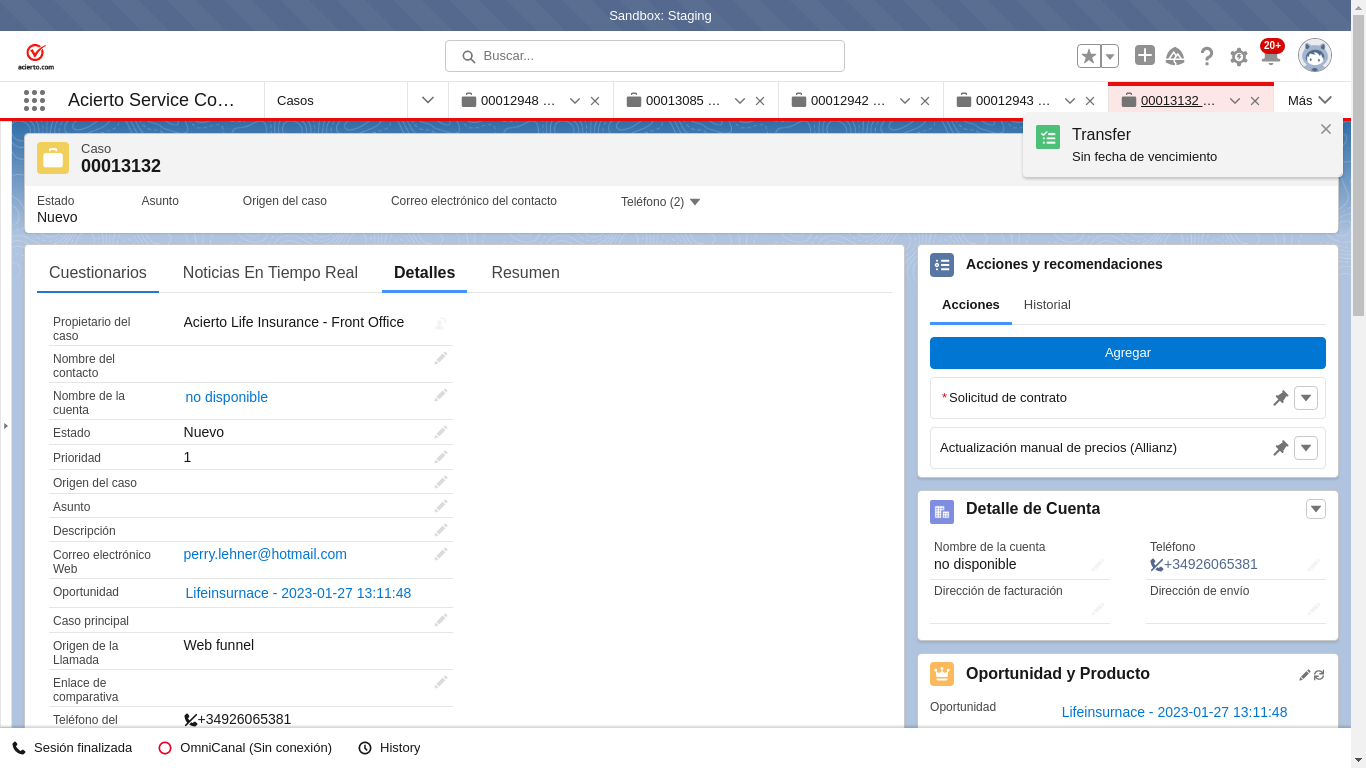 Sandbox: Staging
acierto.com
Buscar...
20+
Acierto Service Co…
Casos
00012948 …
00013085 …
00012942 …
00012943 …
00013132 …
Más
Transfer
Sin fecha de vencimiento
Caso
00013132
Estado
Nuevo
Asunto
Origen del caso
Correo electrónico del contacto
Teléfono (2)
Cuestionarios
Noticias En Tiempo Real
Detalles
Resumen
Propietario del
caso
Acierto Life Insurance - Front Office
Nombre del
contacto
Nombre de la
cuenta
no disponible
Estado
Nuevo
Prioridad
1
Origen del caso
Asunto
Descripción
Correo electrónico
Web
perry.lehner@hotmail.com
Oportunidad
Lifeinsurnace - 2023-01-27 13:11:48
Caso principal
Origen de la
Llamada
Web funnel
Enlace de
comparativa
Teléfono del
+34926065381
Acciones y recomendaciones
Acciones
Historial
Agregar
*Solicitud de contrato
Actualización manual de precios (Allianz)
Detalle de Cuenta
Nombre de la cuenta
no disponible
Teléfono
+34926065381
Dirección de facturación
Dirección de envío
Oportunidad y Producto
Oportunidad
Lifeinsurnace - 2023-01-27 13:11:48
Sesión finalizada
OmniCanal (Sin conexión)
History